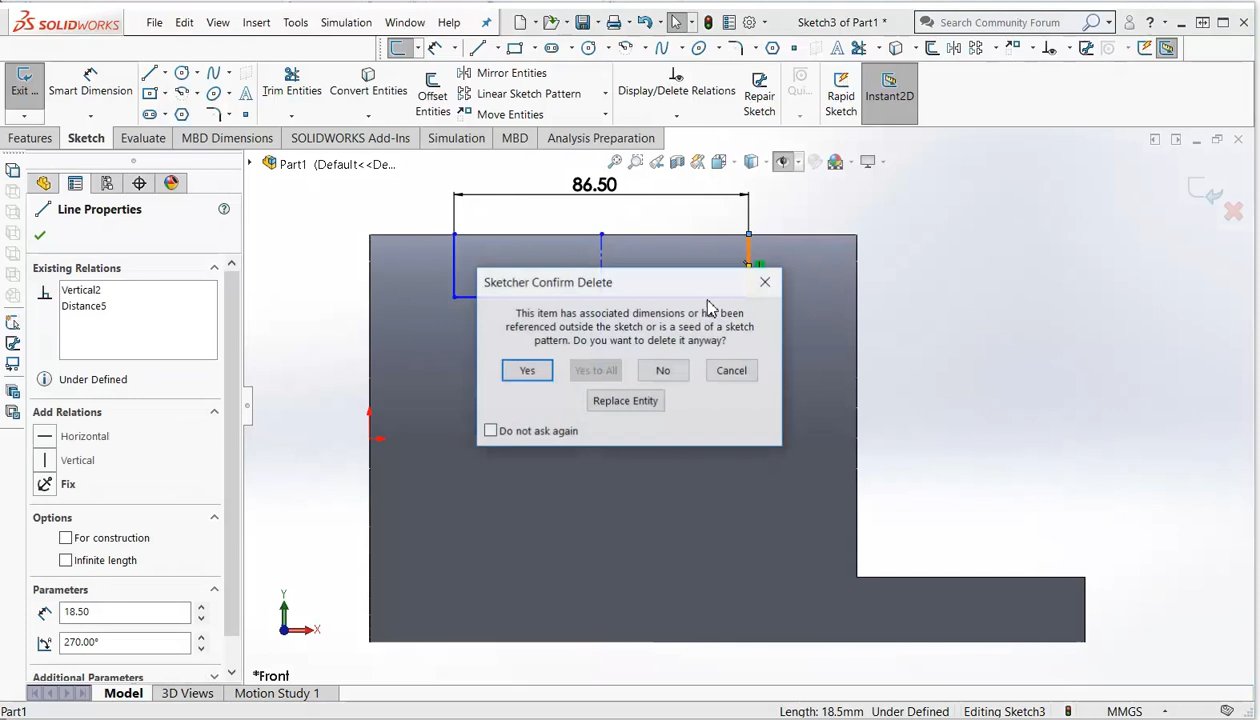 SOLIDWORKS File Edit View Insert Tools Simulation Window Help Sketch3 of Part1 * Search Community Forum
Exit ... Smart Dimension Trim Entities Convert Entities Offset Entities Mirror Entities Linear Sketch Pattern Move Entities Display/Delete Relations Repair Sketch Qui... Rapid Sketch Instant2D
Features Sketch Evaluate MBD Dimensions SOLIDWORKS Add-Ins Simulation MBD Analysis Preparation
Part1 (Default<<De...
Line Properties
Existing Relations
Vertical2
Distance5
Under Defined
Add Relations
Horizontal
Vertical
Fix
Options
For construction
Infinite length
Parameters
18.50
270.00°
Additional Parameters
86.50
Sketcher Confirm Delete
This item has associated dimensions or has been
referenced outside the sketch or is a seed of a sketch
pattern. Do you want to delete it anyway?
Yes Yes to All No Cancel
Replace Entity
Do not ask again
Y
X
*Front
Model 3D Views Motion Study 1
Part1 Length: 18.5mm Under Defined Editing Sketch3 MMGS